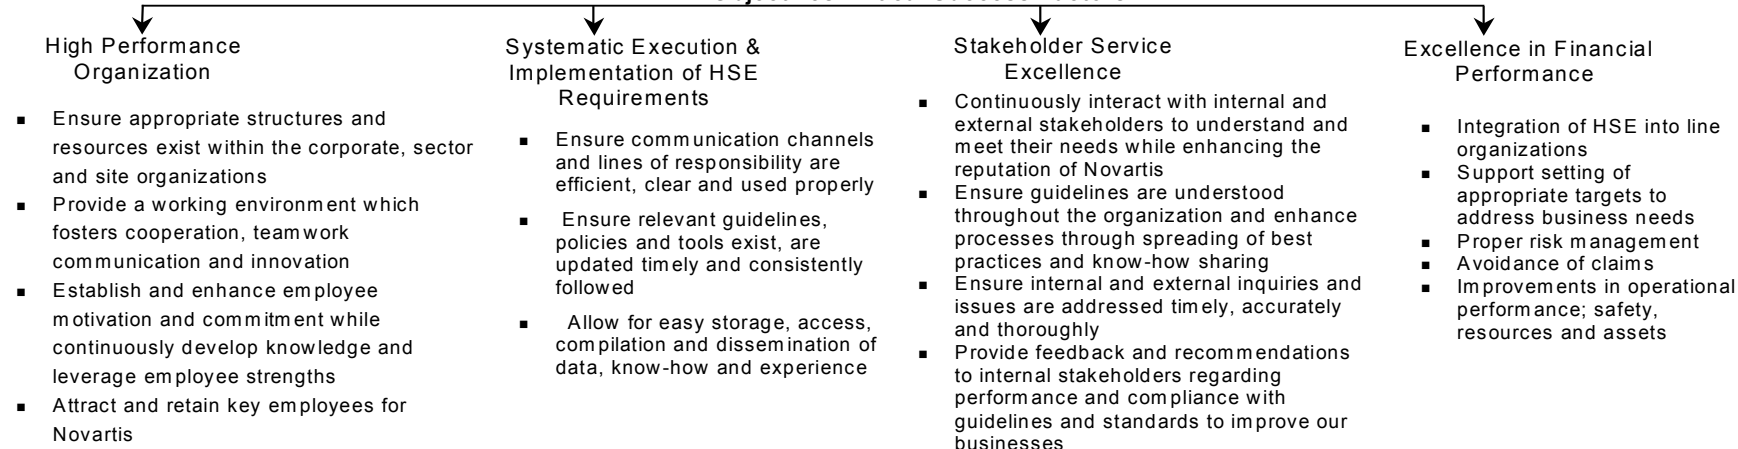 High Performance
Organization
■ Ensure appropriate structures and
resources exist within the corporate, sector
and site organizations
■ Provide a working environment which
fosters cooperation, teamwork
communication and innovation
■ Establish and enhance employee
motivation and commitment while
continuously develop knowledge and
leverage employee strengths
■ Attract and retain key employees for
Novartis
Systematic Execution &
Implementation of HSE
Requirements
■ Ensure communication channels
and lines of responsibility are
efficient, clear and used properly
■ Ensure relevant guidelines,
policies and tools exist, are
updated timely and consistently
followed
■ Allow for easy storage, access,
compilation and dissemination of
data, know-how and experience
Stakeholder Service
Excellence
■ Continuously interact with internal and
external stakeholders to understand and
meet their needs while enhancing the
reputation of Novartis
■ Ensure guidelines are understood
throughout the organization and enhance
processes through spreading of best
practices and know-how sharing
■ Ensure internal and external inquiries and
issues are addressed timely, accurately
and thoroughly
■ Provide feedback and recommendations
to internal stakeholders regarding
performance and compliance with
guidelines and standards to improve our
businesses
Excellence in Financial
Performance
■ Integration of HSE into line
organizations
■ Support setting of
appropriate targets to
address business needs
■ Proper risk management
■ Avoidance of claims
■ Improvements in operational
performance; safety,
resources and assets